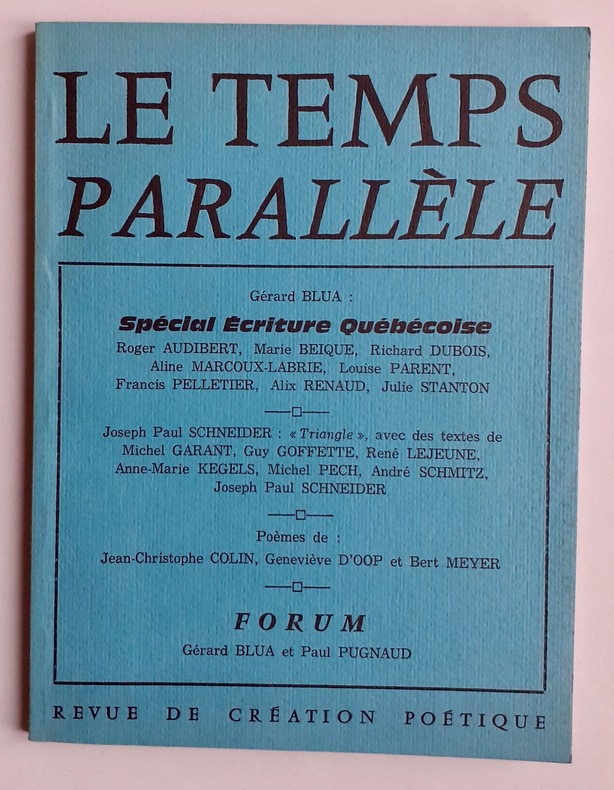 LE TEMPS
PARALLÈLE
Gérard BLUA :
Spécial Écriture Québécoise
Roger AUDIBERT, Marie BEIQUE, Richard DUBOIS,
Aline MARCOUX-LABRIE, Louise PARENT,
Francis PELLETIER, Alix RENAUD, Julie STANTON
Joseph Paul SCHNEIDER : « Triangle », avec des textes de
Michel GARANT, Guy GOFFETTE, René LEJEUNE,
Anne-Marie KEGELS, Michel PECH, André SCHMITZ,
Joseph Paul SCHNEIDER
Poèmes de :
Jean-Christophe COLIN, Geneviève D'OOP et Bert MEYER
FORUM
Gérard BLUA et Paul PUGNAUD
REVUE DE CRÉATION POÉTIQUE